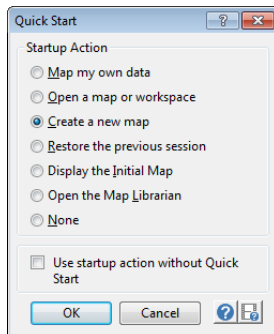 Quick Start
Startup Action
Map my own data
Open a map or workspace
Create a new map
Restore the previous session
Display the Initial Map
Open the Map Librarian
None
Use startup action without Quick
Start
OK Cancel